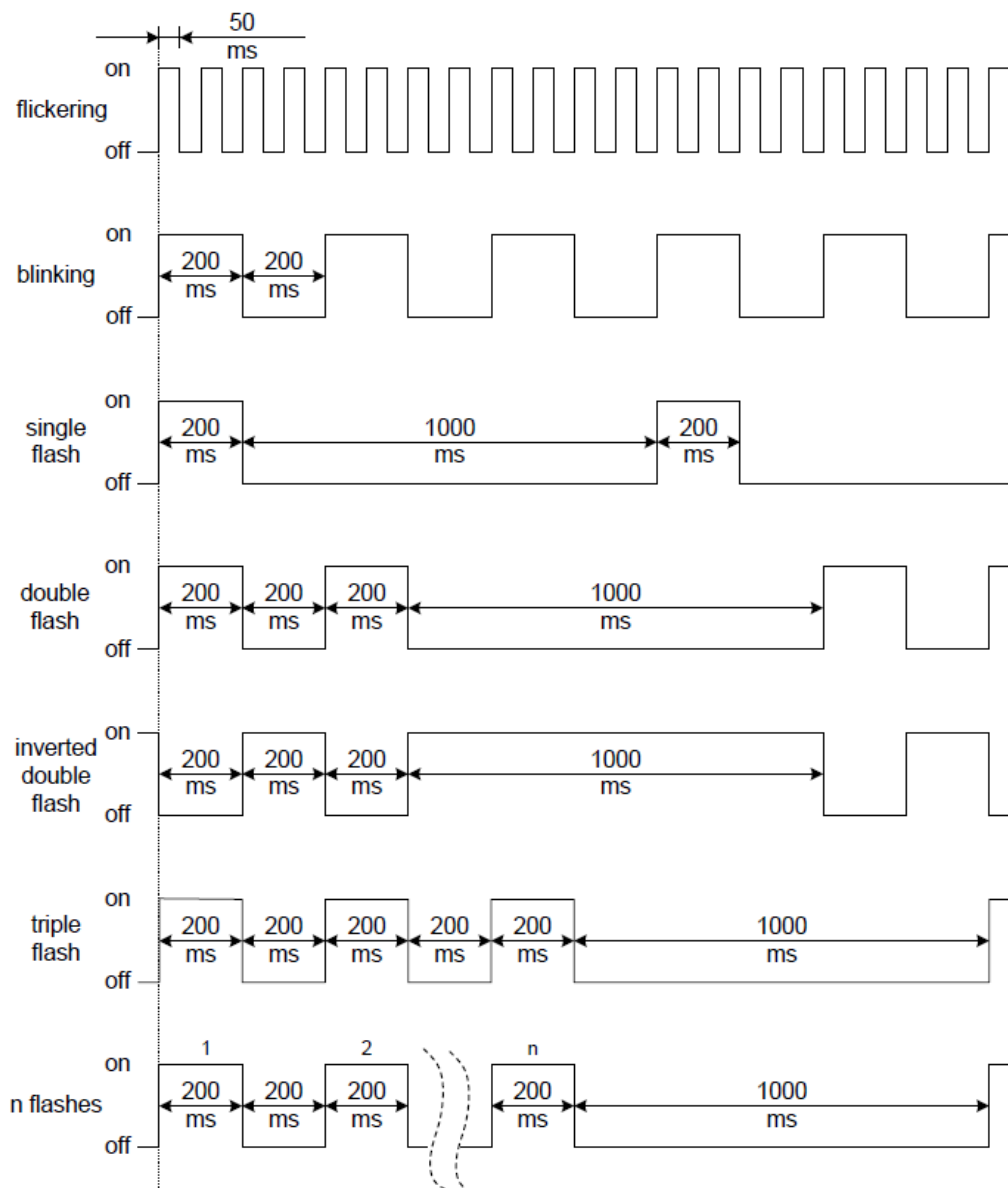 50
ms
on
flickering
off
on
200 200
blinking
ms ms
off
on
single
flash
200 1000 200
ms ms ms
off
on
double
flash
200 200 200 1000
ms ms ms ms
off
on
inverted
double
flash
200 200 200 1000
ms ms ms ms
off
on
triple
flash
200 200 200 200 200 1000
ms ms ms ms ms ms
off
1 2 n
on
200 200 200 200 1000
n flashes
ms ms ms ms ms
off